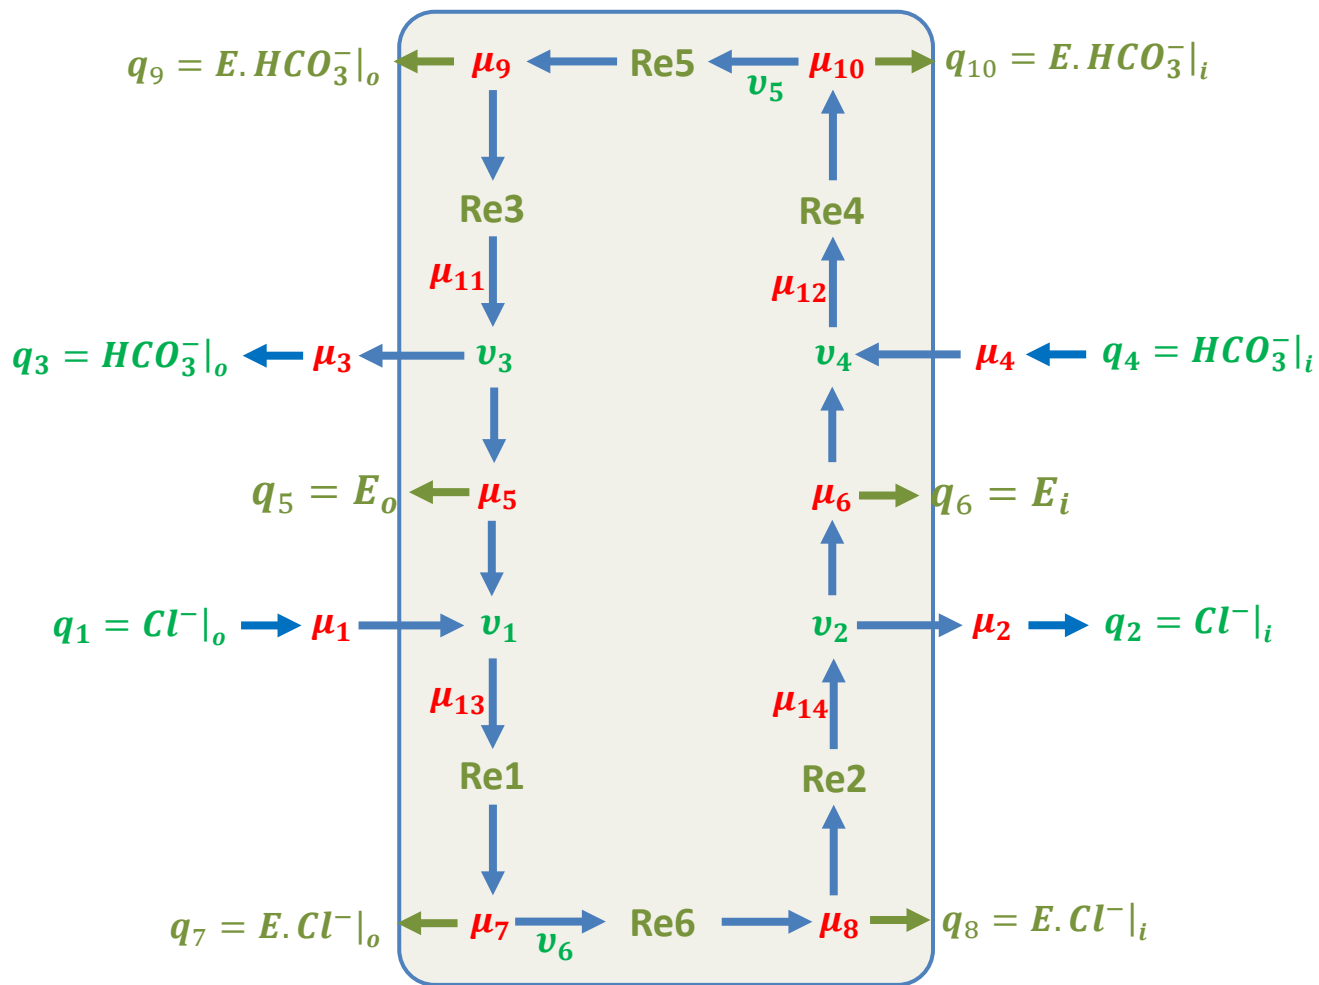 q₉ = E.HCO₃⁻|ₒ μ₉ Re5 μ₁₀ q₁₀ = E.HCO₃⁻|ᵢ
υ₅
Re3 Re4
μ₁₁ μ₁₂
q₃ = HCO₃⁻|ₒ μ₃ υ₃ υ₄ μ₄ q₄ = HCO₃⁻|ᵢ
q₅ = Eₒ μ₅ μ₆ q₆ = Eᵢ
q₁ = Cl⁻|ₒ μ₁ υ₁ υ₂ μ₂ q₂ = Cl⁻|ᵢ
μ₁₃ μ₁₄
Re1 Re2
q₇ = E.Cl⁻|ₒ μ₇ Re6 μ₈ q₈ = E.Cl⁻|ᵢ
υ₆